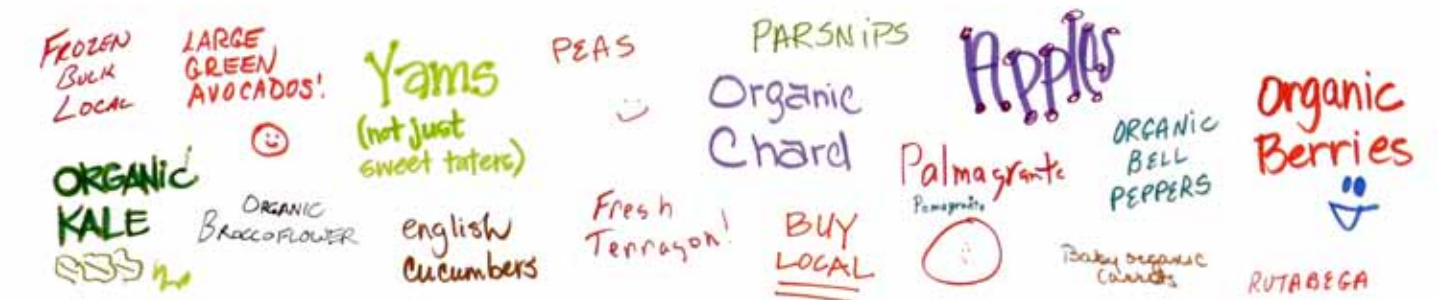 FROZEN
BULK
LOCAL
LARGE
GREEN
AVOCADOS!
Yams
(not just
sweet taters)
PEAS
PARSNiPS
Organic
Chard
Apples
ORGANIC
BELL
PEPPERS
Organic
Berries
ORGANiC
KALE
ORGANIC
BROCCOFLOWER
english
cucumbers
Fresh
Terragon!
BUY
LOCAL
Palmagrante
Pomagranite
Baby organic
Carrots
RUTABEGA